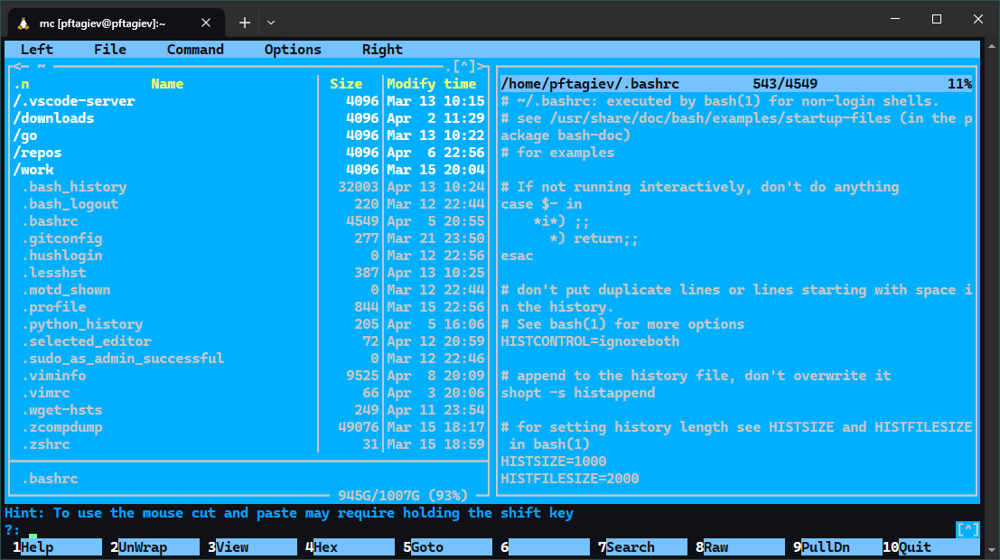 mc [pftagiev@pftagiev]:~
Left File Command Options Right
<─ ~ .[^]>
.n Name Size Modify time
/.vscode-server 4096 Mar 13 10:15
/downloads 4096 Apr 2 11:29
/go 4096 Mar 13 10:22
/repos 4096 Apr 6 22:56
/work 4096 Mar 15 20:04
.bash_history 32003 Apr 13 10:24
.bash_logout 220 Mar 12 22:44
.bashrc 4549 Apr 5 20:55
.gitconfig 277 Mar 21 23:50
.hushlogin 0 Mar 12 22:56
.lesshst 387 Apr 13 10:25
.motd_shown 0 Mar 12 22:44
.profile 844 Mar 15 22:56
.python_history 205 Apr 5 16:06
.selected_editor 72 Apr 12 20:59
.sudo_as_admin_successful 0 Mar 12 22:46
.viminfo 9525 Apr 8 20:09
.vimrc 66 Apr 3 20:06
.wget-hsts 249 Apr 11 23:54
.zcompdump 49076 Mar 15 18:17
.zshrc 31 Mar 15 18:59
.bashrc
945G/1007G (93%)
/home/pftagiev/.bashrc 543/4549 11%
# ~/.bashrc: executed by bash(1) for non-login shells.
# see /usr/share/doc/bash/examples/startup-files (in the p
ackage bash-doc)
# for examples
# If not running interactively, don't do anything
case $- in
*i*) ;;
*) return;;
esac
# don't put duplicate lines or lines starting with space i
n the history.
# See bash(1) for more options
HISTCONTROL=ignoreboth
# append to the history file, don't overwrite it
shopt -s histappend
# for setting history length see HISTSIZE and HISTFILESIZE
in bash(1)
HISTSIZE=1000
HISTFILESIZE=2000
Hint: To use the mouse cut and paste may require holding the shift key
?: [^]
1Help 2UnWrap 3View 4Hex 5Goto 6 7Search 8Raw 9PullDn 10Quit